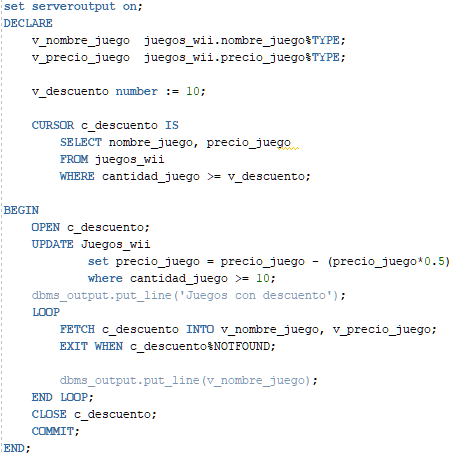 set serveroutput on;
DECLARE
v_nombre_juego juegos_wii.nombre_juego%TYPE;
v_precio_juego juegos_wii.precio_juego%TYPE;
v_descuento number := 10;
CURSOR c_descuento IS
SELECT nombre_juego, precio_juego
FROM juegos_wii
WHERE cantidad_juego >= v_descuento;
BEGIN
OPEN c_descuento;
UPDATE Juegos_wii
set precio_juego = precio_juego - (precio_juego*0.5)
where cantidad_juego >= 10;
dbms_output.put_line('Juegos con descuento');
LOOP
FETCH c_descuento INTO v_nombre_juego, v_precio_juego;
EXIT WHEN c_descuento%NOTFOUND;
dbms_output.put_line(v_nombre_juego);
END LOOP;
CLOSE c_descuento;
COMMIT;
END;